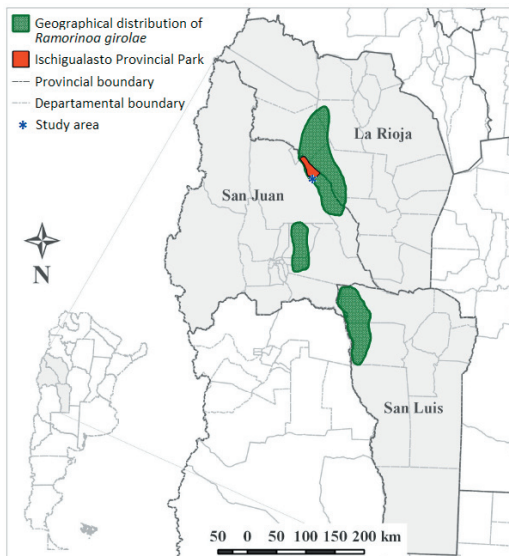 Geographical distribution of
Ramorinoa girolae
Ischigualasto Provincial Park
Provincial boundary
Departamental boundary
Study area
La Rioja
San Juan
N
San Luis
50 0 50 100 150 200 km